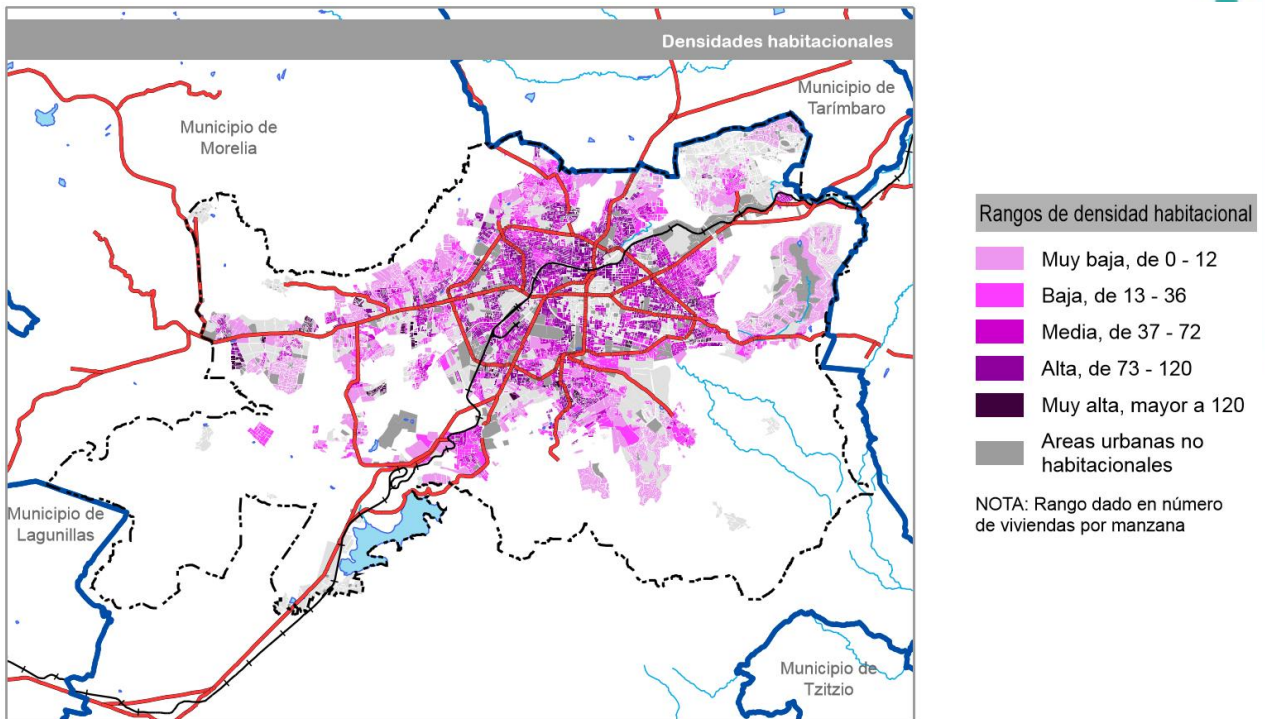 Densidades habitacionales
Municipio de
Tarímbaro
Municipio de
Morelia
Municipio de
Lagunillas
Municipio de
Tzitzio
Rangos de densidad habitacional
Muy baja, de 0 - 12
Baja, de 13 - 36
Media, de 37 - 72
Alta, de 73 - 120
Muy alta, mayor a 120
Areas urbanas no
habitacionales
NOTA: Rango dado en número
de viviendas por manzana